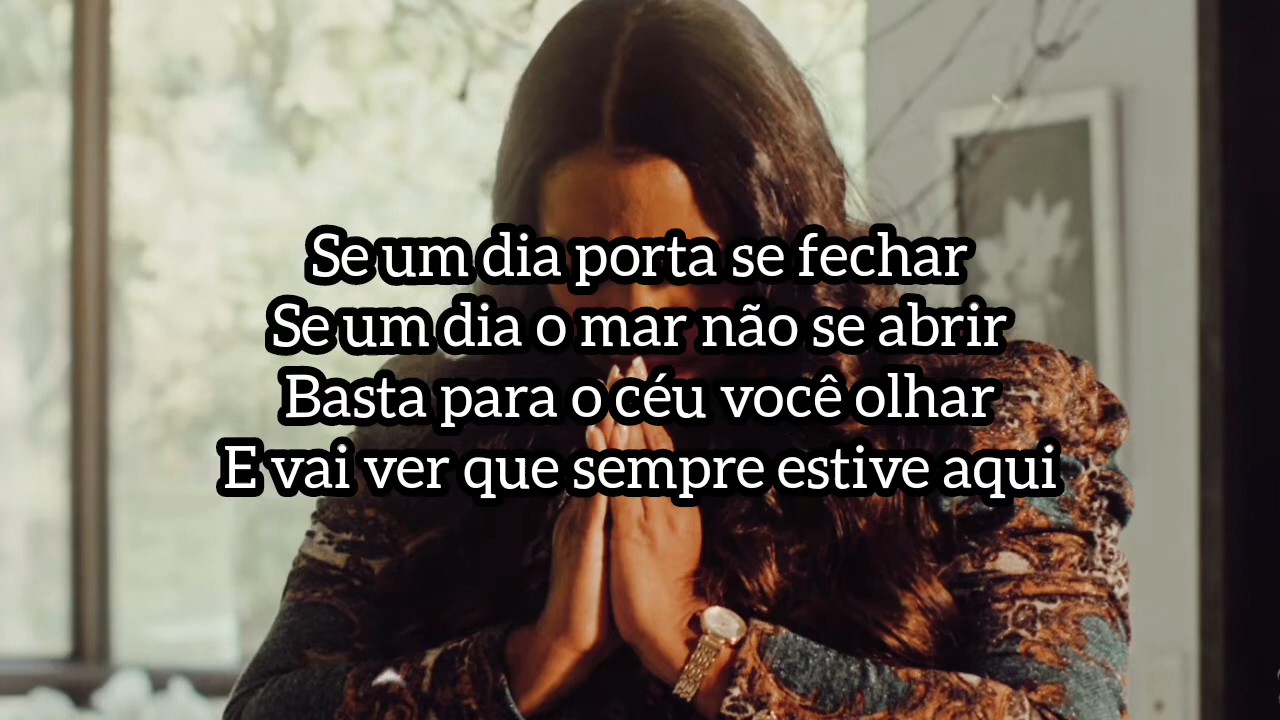 Se um dia porta se fechar
Se um dia o mar não se abrir
Basta para o céu você olhar
E vai ver que sempre estive aqui